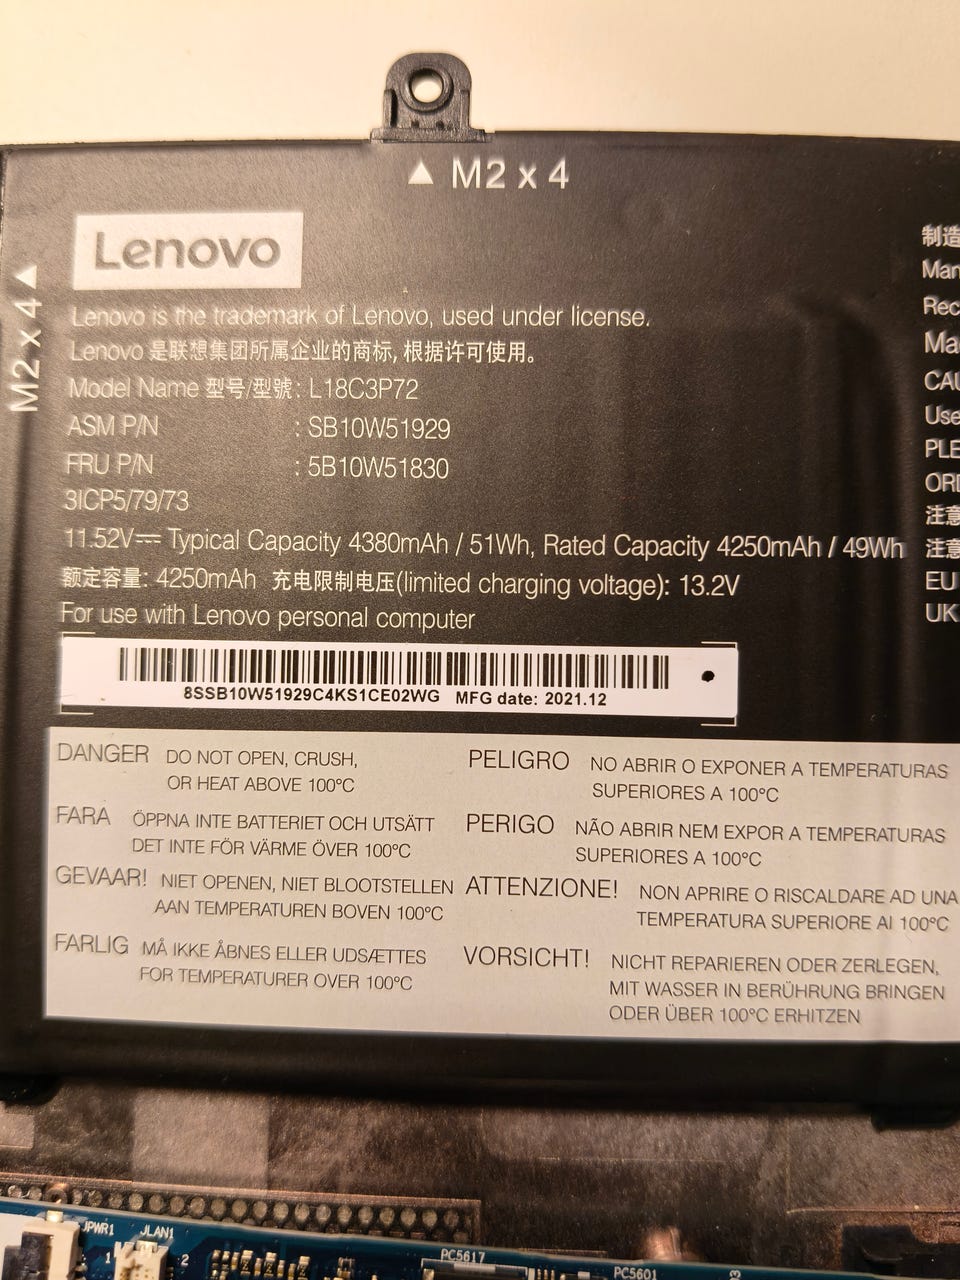 ▲ M2 x 4
M2 x 4 ▲
Lenovo
Lenovo is the trademark of Lenovo, used under license.
Lenovo 是联想集团所属企业的商标, 根据许可使用。
Model Name 型号/型號: L18C3P72
ASM P/N : SB10W51929
FRU P/N : 5B10W51830
3ICP5/79/73
11.52V⎓ Typical Capacity 4380mAh / 51Wh, Rated Capacity 4250mAh / 49Wh
额定容量: 4250mAh 充电限制电压(limited charging voltage): 13.2V
For use with Lenovo personal computer
8SSB10W51929C4KS1CE02WG MFG date: 2021.12
DANGER DO NOT OPEN, CRUSH,
OR HEAT ABOVE 100°C
FARA ÖPPNA INTE BATTERIET OCH UTSÄTT
DET INTE FÖR VÄRME ÖVER 100°C
GEVAAR! NIET OPENEN, NIET BLOOTSTELLEN
AAN TEMPERATUREN BOVEN 100°C
FARLIG MÅ IKKE ÅBNES ELLER UDSÆTTES
FOR TEMPERATURER OVER 100°C
PELIGRO NO ABRIR O EXPONER A TEMPERATURAS
SUPERIORES A 100°C
PERIGO NÃO ABRIR NEM EXPOR A TEMPERATURAS
SUPERIORES A 100°C
ATTENZIONE! NON APRIRE O RISCALDARE AD UNA
TEMPERATURA SUPERIORE AI 100°C
VORSICHT! NICHT REPARIEREN ODER ZERLEGEN,
MIT WASSER IN BERÜHRUNG BRINGEN
ODER ÜBER 100°C ERHITZEN
制造
Man
Rec
Ma
CAU
Use
PLE
ORD
注意
注意
EU
UK
JPWR1
JLAN1
1
2
PC5617
PC5601